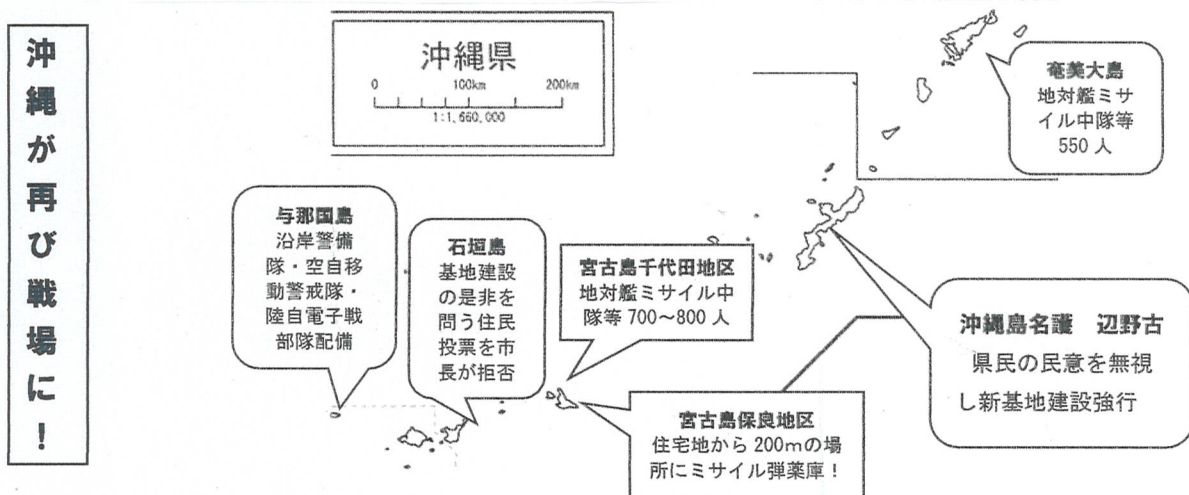 沖縄が再び戦場に！
沖縄県
0 100km 200km
1:1,660,000
奄美大島
地対艦ミサ
イル中隊等
550 人
与那国島
沿岸警備
隊・空自移
動警戒隊・
陸自電子戦
部隊配備
石垣島
基地建設
の是非を
問う住民
投票を市
長が拒否
宮古島千代田地区
地対艦ミサイル中
隊等 700～800 人
宮古島保良地区
住宅地から 200mの場
所にミサイル弾薬庫！
沖縄島名護　辺野古
県民の民意を無視
し新基地建設強行